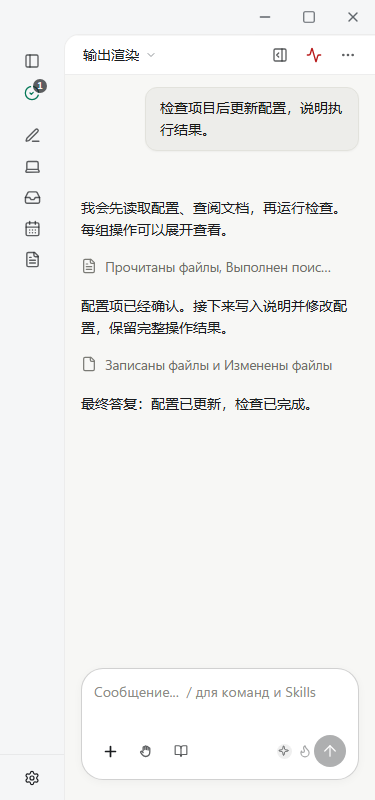 输出渲染
1
检查项目后更新配置，说明执
行结果。
我会先读取配置、查阅文档，再运行检查。
每组操作可以展开查看。
Прочитаны файлы, Выполнен поис...
配置项已经确认。接下来写入说明并修改配
置，保留完整操作结果。
Записаны файлы и Изменены файлы
最终答复：配置已更新，检查已完成。
Сообщение... / для команд и Skills